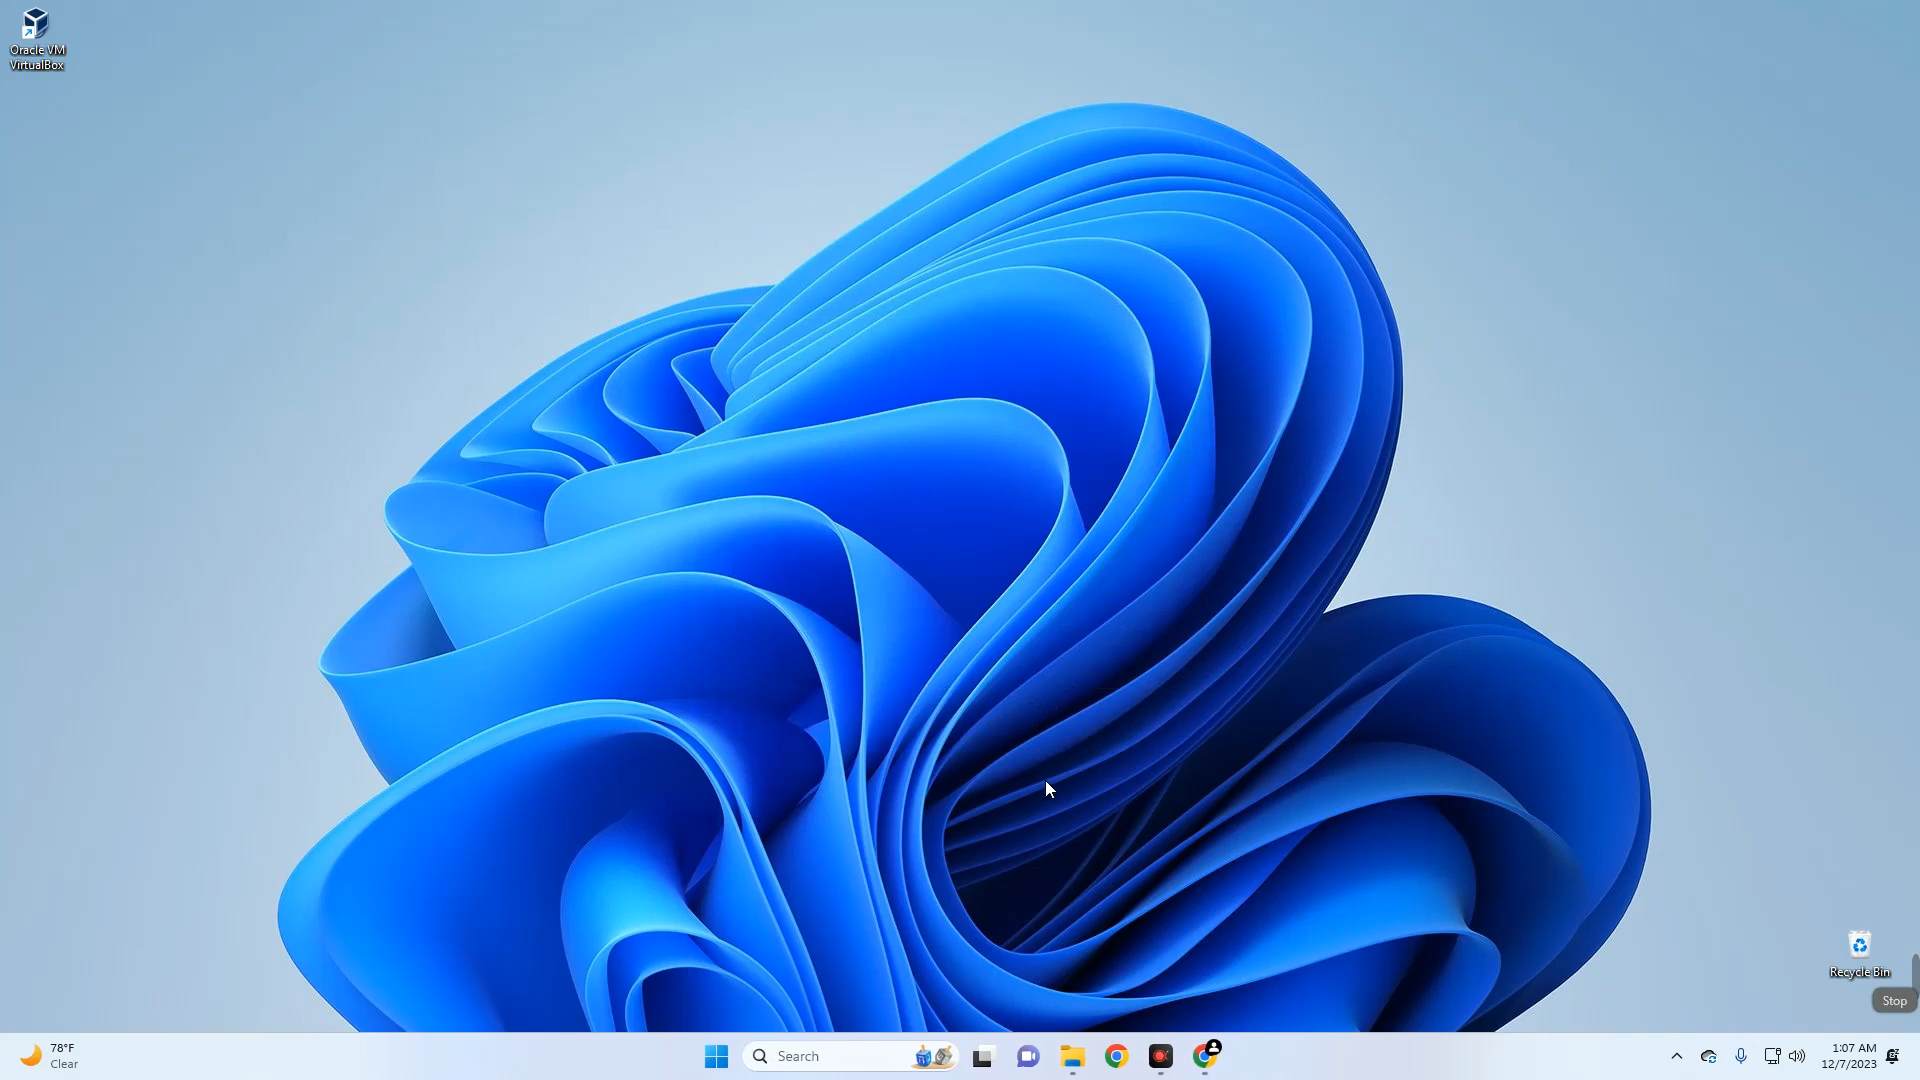 Oracle VM
VirtualBox
Recycle Bin
Stop
78°F
Clear
Search
1:07 AM
12/7/2023